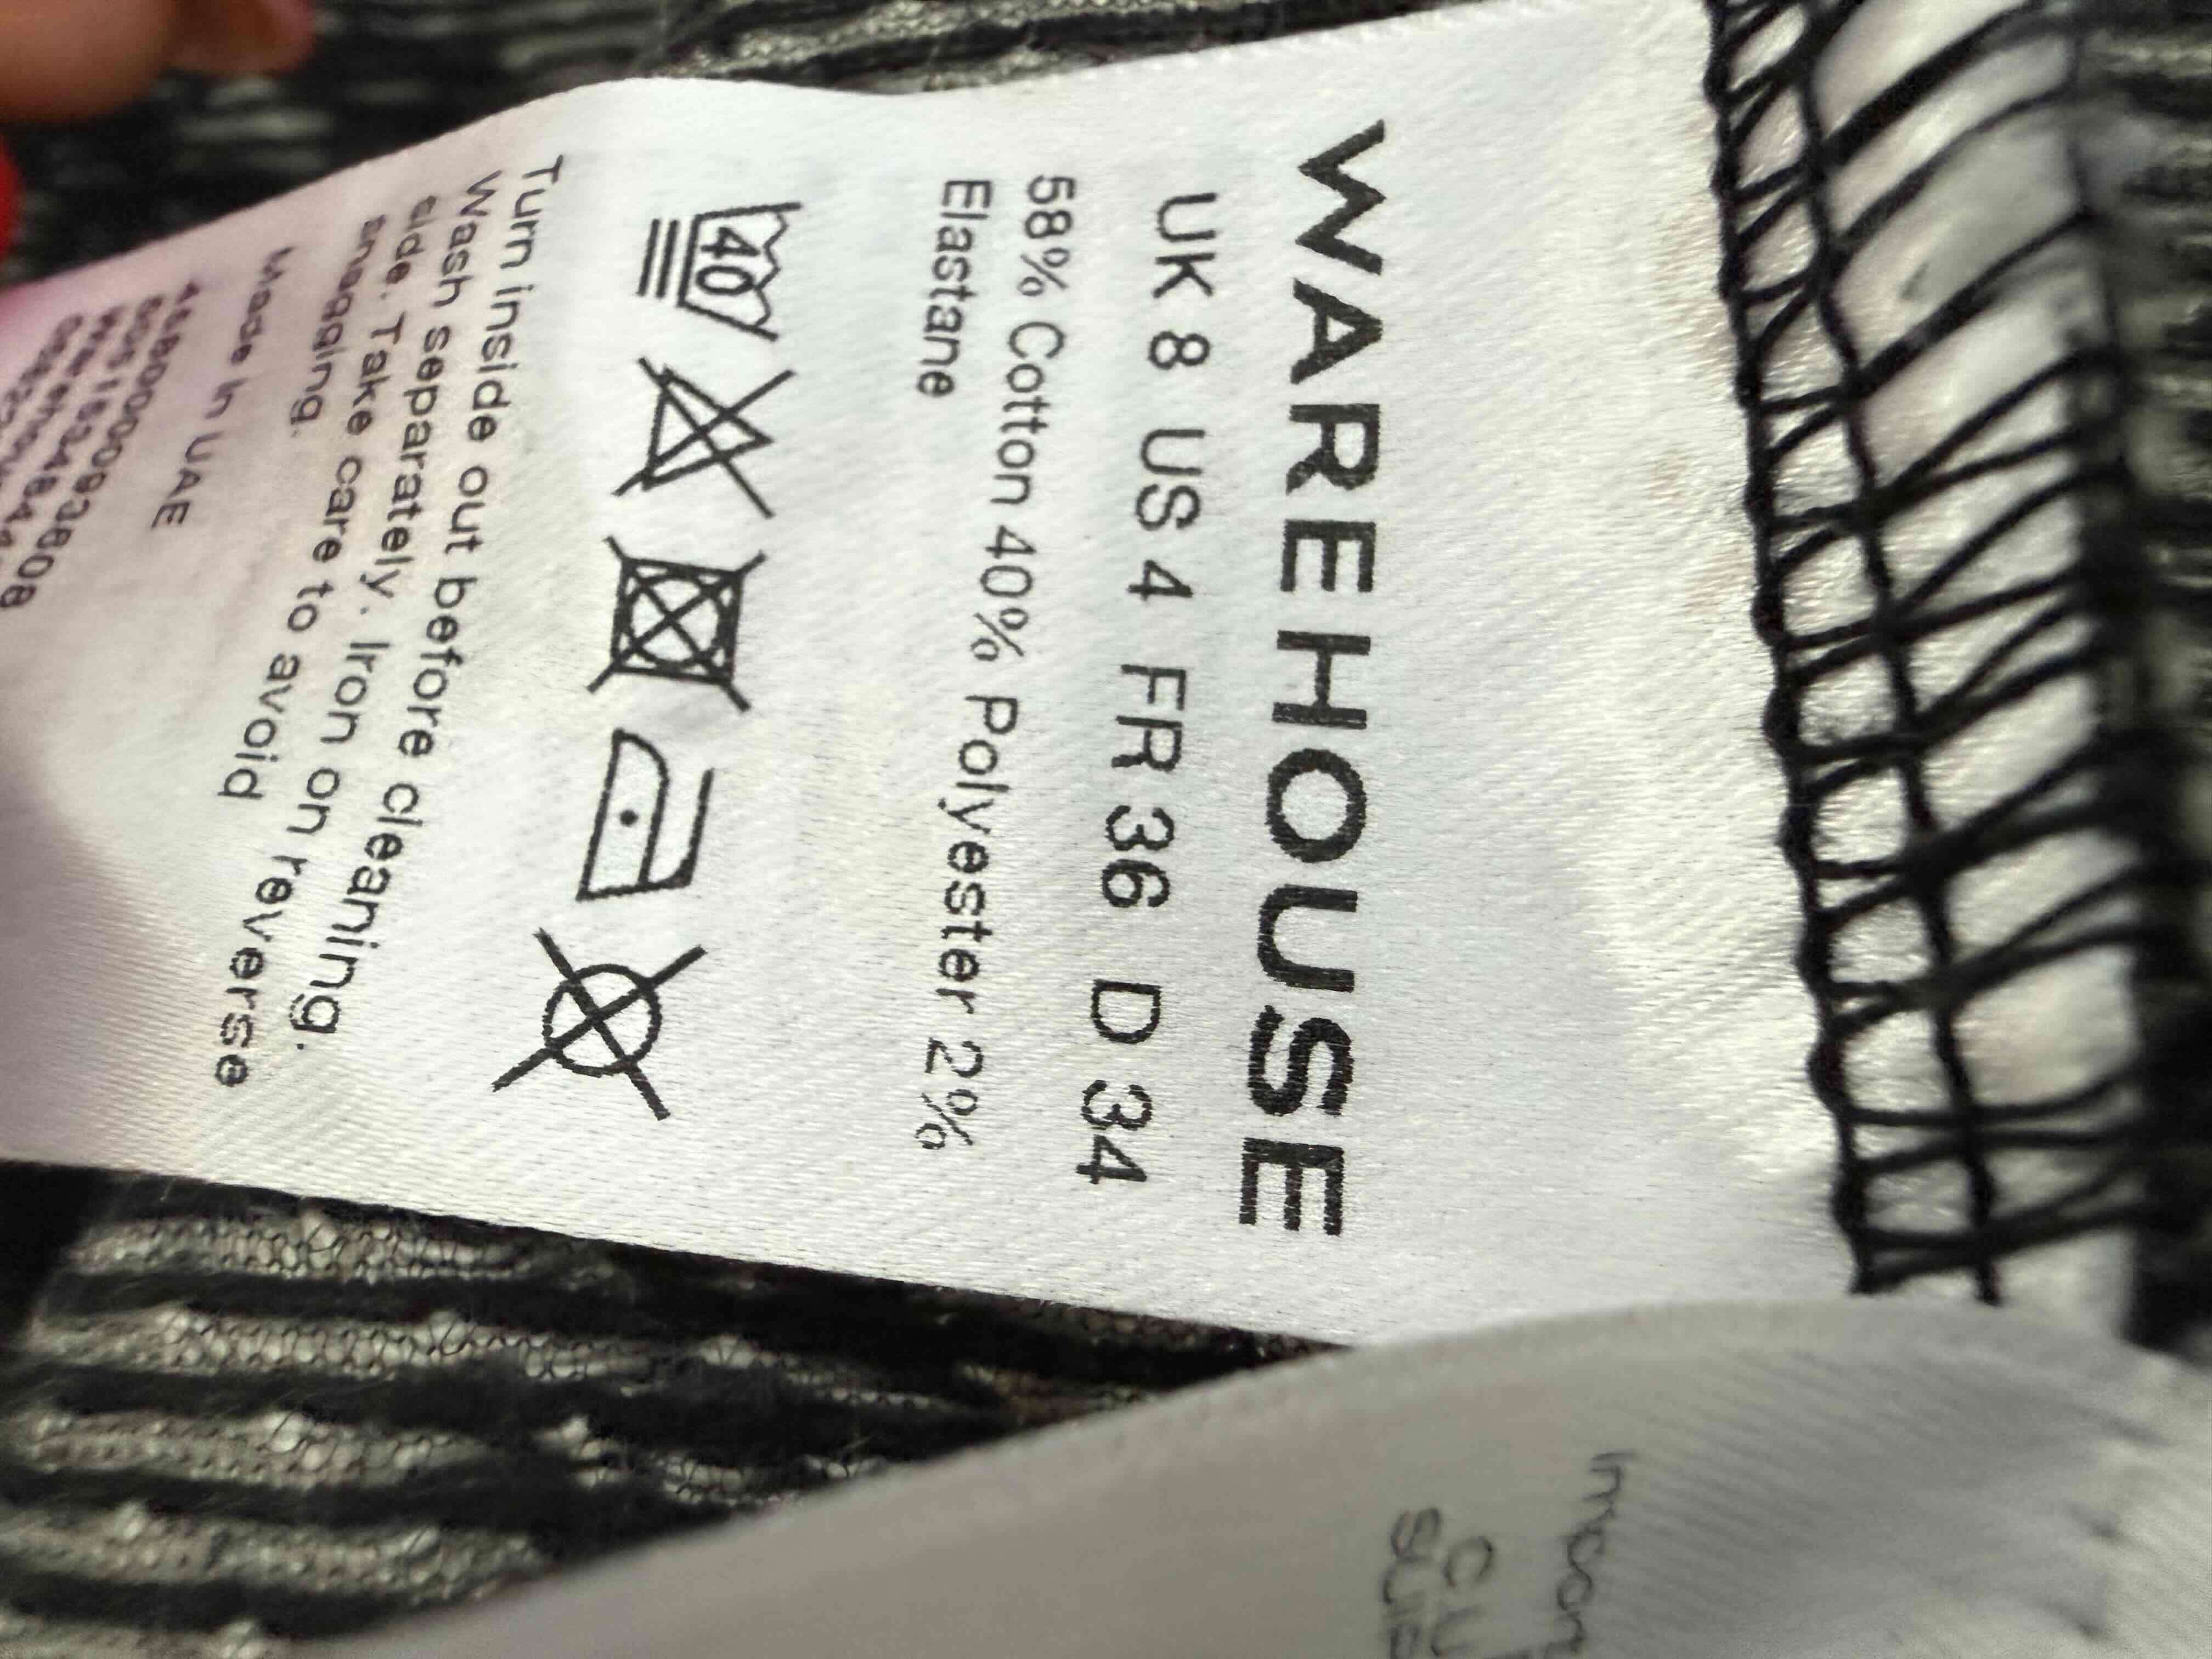 WAREHOUSE
UK 8 US 4 FR 36 D 34
58% Cotton 40% Polyester 2%
Elastane
40
Turn inside out before cleaning.
Wash separately. Iron on reverse
side. Take care to avoid
snagging.
Made in UAE